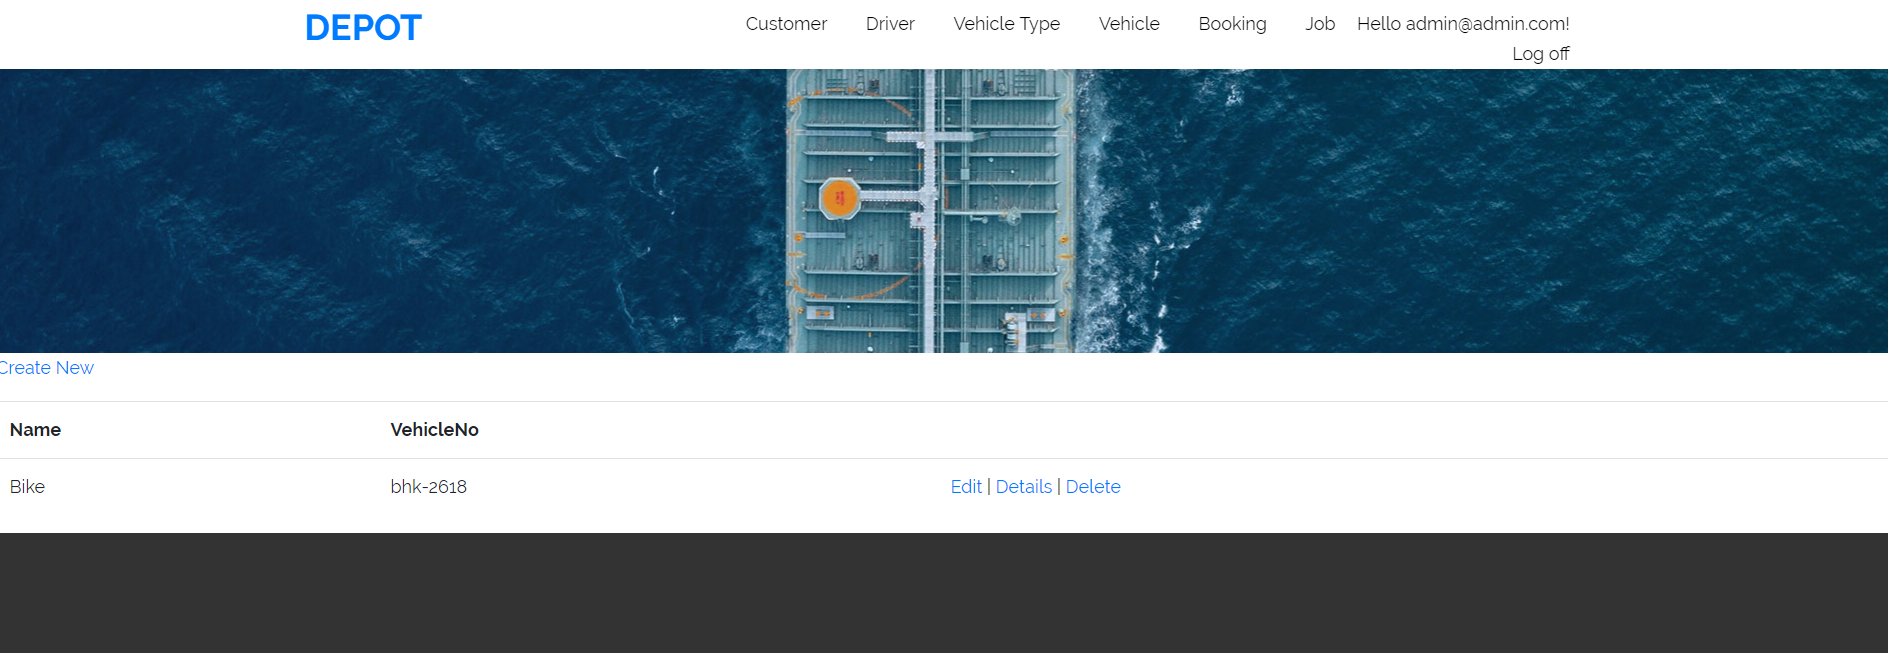 DEPOT Customer Driver Vehicle Type Vehicle Booking Job Hello admin@admin.com!
Log off
Create New
Name VehicleNo
Bike bhk-2618 Edit | Details | Delete